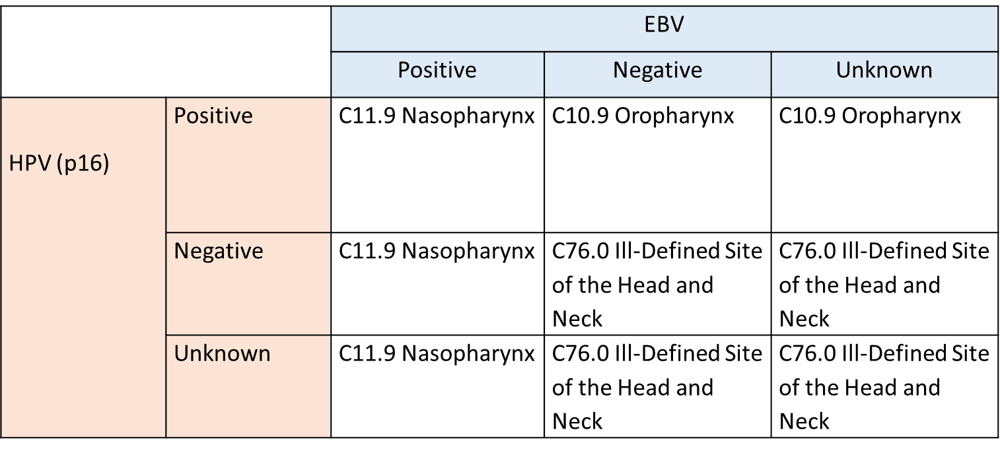 EBV
Positive Negative Unknown
HPV (p16)
Positive C11.9 Nasopharynx C10.9 Oropharynx C10.9 Oropharynx
Negative C11.9 Nasopharynx C76.0 Ill-Defined Site C76.0 Ill-Defined Site
of the Head and of the Head and
Neck Neck
Unknown C11.9 Nasopharynx C76.0 Ill-Defined Site C76.0 Ill-Defined Site
of the Head and of the Head and
Neck Neck